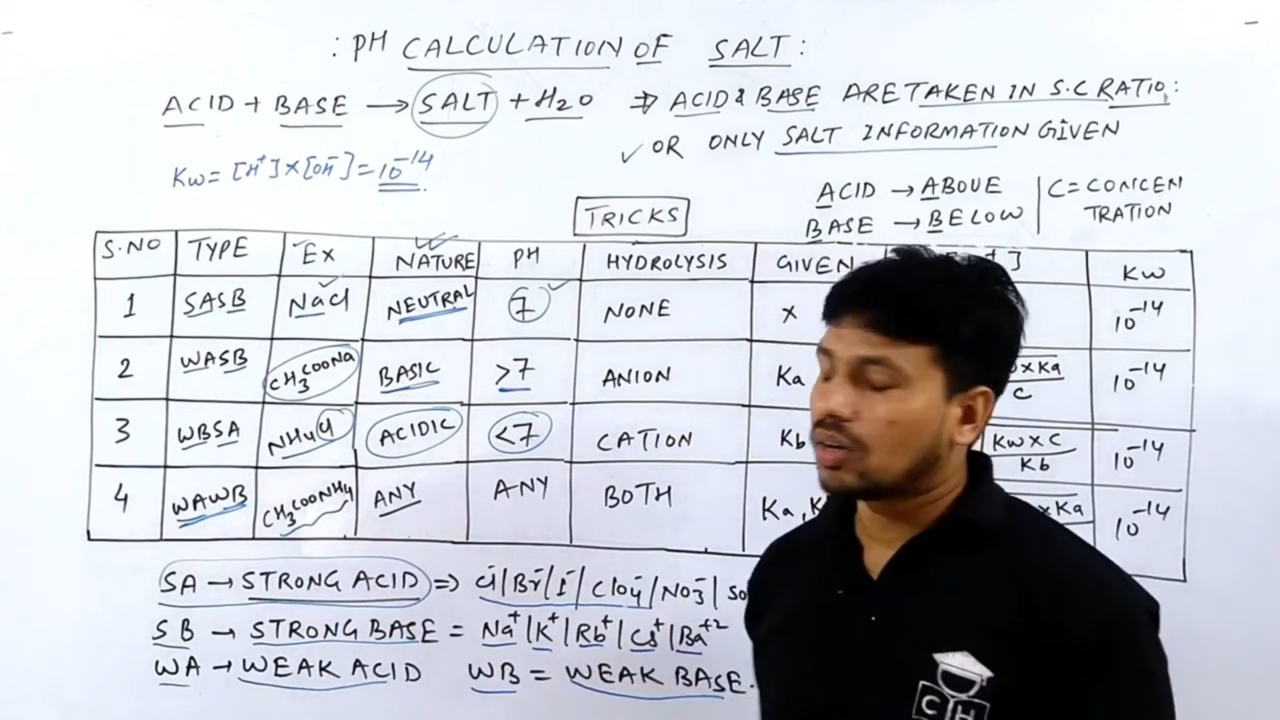 : PH CALCULATION OF SALT :
ACID + BASE → SALT + H2O ⇒ ACID & BASE ARE TAKEN IN S.C RATIO:
✓ OR ONLY SALT INFORMATION GIVEN
Kw = [H⁺] × [OH⁻] = 10⁻¹⁴
TRICKS
ACID → ABOVE
BASE → BELOW
C = CONCEN
TRATION
S.NO TYPE Ex NATURE PH HYDROLYSIS GIVEN Kw
1 SASB NaCl NEUTRAL 7 NONE x 10⁻¹⁴
2 WASB CH3COONa BASIC >7 ANION Ka xKa/C 10⁻¹⁴
3 WBSA NH4Cl ACIDIC <7 CATION Kb Kw x C/Kb 10⁻¹⁴
4 WAWB CH3COONH4 ANY ANY BOTH Ka, xKa 10⁻¹⁴
SA → STRONG ACID ⇒ Cl⁻ | Br⁻ | I⁻ | ClO4⁻ | NO3⁻ |
SB → STRONG BASE = Na⁺ | K⁺ | Rb⁺ | Cs⁺ | Ba⁺²
WA → WEAK ACID WB = WEAK BASE.
C H